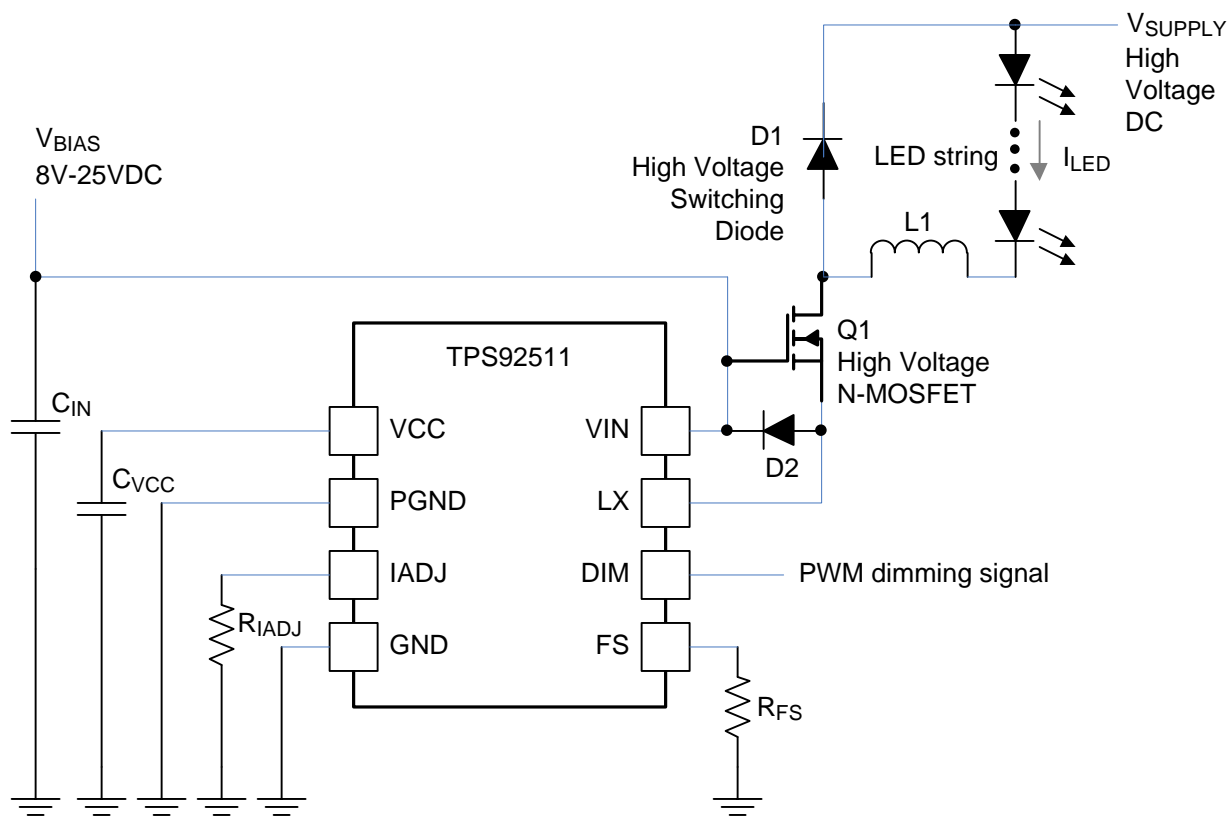 VSUPPLY
High
Voltage
DC
VBIAS
8V-25VDC
D1
High Voltage
Switching
Diode
LED string
ILED
L1
Q1
High Voltage
N-MOSFET
TPS92511
CIN
CVCC
VCC
VIN
D2
PGND
LX
IADJ
DIM
PWM dimming signal
RIADJ
GND
FS
RFS